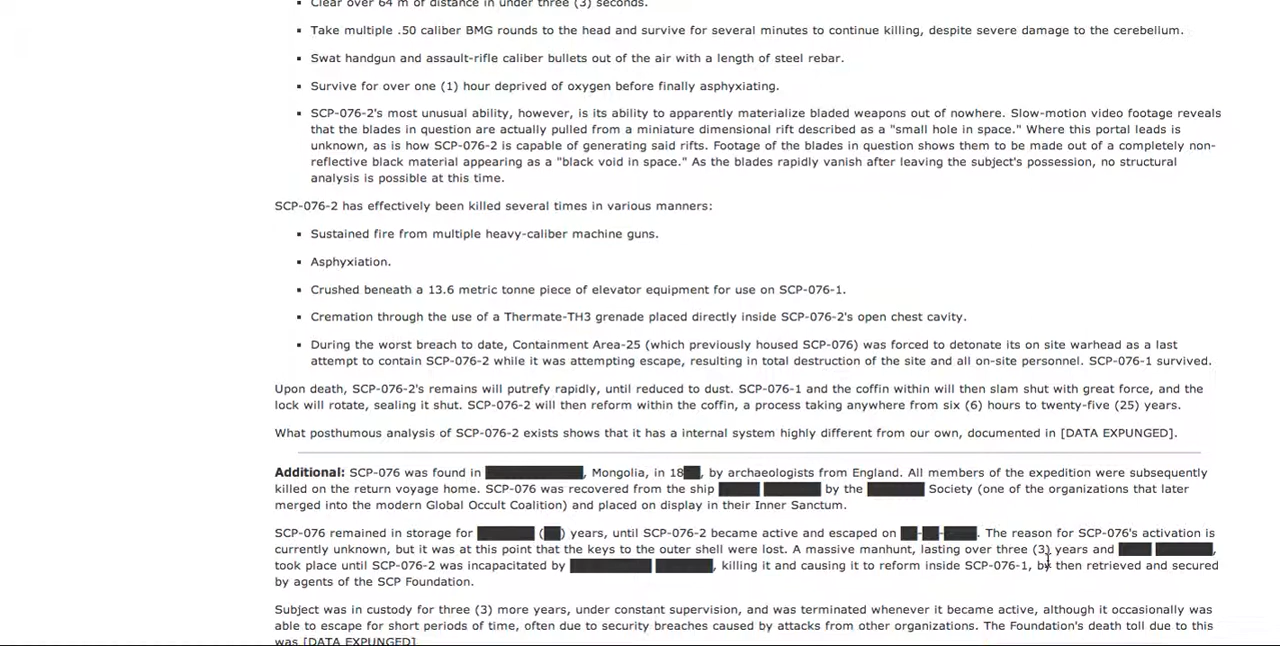 Clear over 64 m of distance in under three (3) seconds.
▪ Take multiple .50 caliber BMG rounds to the head and survive for several minutes to continue killing, despite severe damage to the cerebellum.
▪ Swat handgun and assault-rifle caliber bullets out of the air with a length of steel rebar.
▪ Survive for over one (1) hour deprived of oxygen before finally asphyxiating.
▪ SCP-076-2's most unusual ability, however, is its ability to apparently materialize bladed weapons out of nowhere. Slow-motion video footage reveals
that the blades in question are actually pulled from a miniature dimensional rift described as a "small hole in space." Where this portal leads is
unknown, as is how SCP-076-2 is capable of generating said rifts. Footage of the blades in question shows them to be made out of a completely non-
reflective black material appearing as a "black void in space." As the blades rapidly vanish after leaving the subject's possession, no structural
analysis is possible at this time.
SCP-076-2 has effectively been killed several times in various manners:
▪ Sustained fire from multiple heavy-caliber machine guns.
▪ Asphyxiation.
▪ Crushed beneath a 13.6 metric tonne piece of elevator equipment for use on SCP-076-1.
▪ Cremation through the use of a Thermate-TH3 grenade placed directly inside SCP-076-2's open chest cavity.
▪ During the worst breach to date, Containment Area-25 (which previously housed SCP-076) was forced to detonate its on site warhead as a last
attempt to contain SCP-076-2 while it was attempting escape, resulting in total destruction of the site and all on-site personnel. SCP-076-1 survived.
Upon death, SCP-076-2's remains will putrefy rapidly, until reduced to dust. SCP-076-1 and the coffin within will then slam shut with great force, and the
lock will rotate, sealing it shut. SCP-076-2 will then reform within the coffin, a process taking anywhere from six (6) hours to twenty-five (25) years.
What posthumous analysis of SCP-076-2 exists shows that it has a internal system highly different from our own, documented in [DATA EXPUNGED].
Additional: SCP-076 was found in ████████████, Mongolia, in 18██, by archaeologists from England. All members of the expedition were subsequently
killed on the return voyage home. SCP-076 was recovered from the ship █████ ███████ by the ███████ Society (one of the organizations that later
merged into the modern Global Occult Coalition) and placed on display in their Inner Sanctum.
SCP-076 remained in storage for ███████ (██) years, until SCP-076-2 became active and escaped on ██-██-████. The reason for SCP-076's activation is
currently unknown, but it was at this point that the keys to the outer shell were lost. A massive manhunt, lasting over three (3) years and ████ ███████,
took place until SCP-076-2 was incapacitated by ██████████ ███████, killing it and causing it to reform inside SCP-076-1, by then retrieved and secured
by agents of the SCP Foundation.
Subject was in custody for three (3) more years, under constant supervision, and was terminated whenever it became active, although it occasionally was
able to escape for short periods of time, often due to security breaches caused by attacks from other organizations. The Foundation's death toll due to this
was [DATA EXPUNGED]